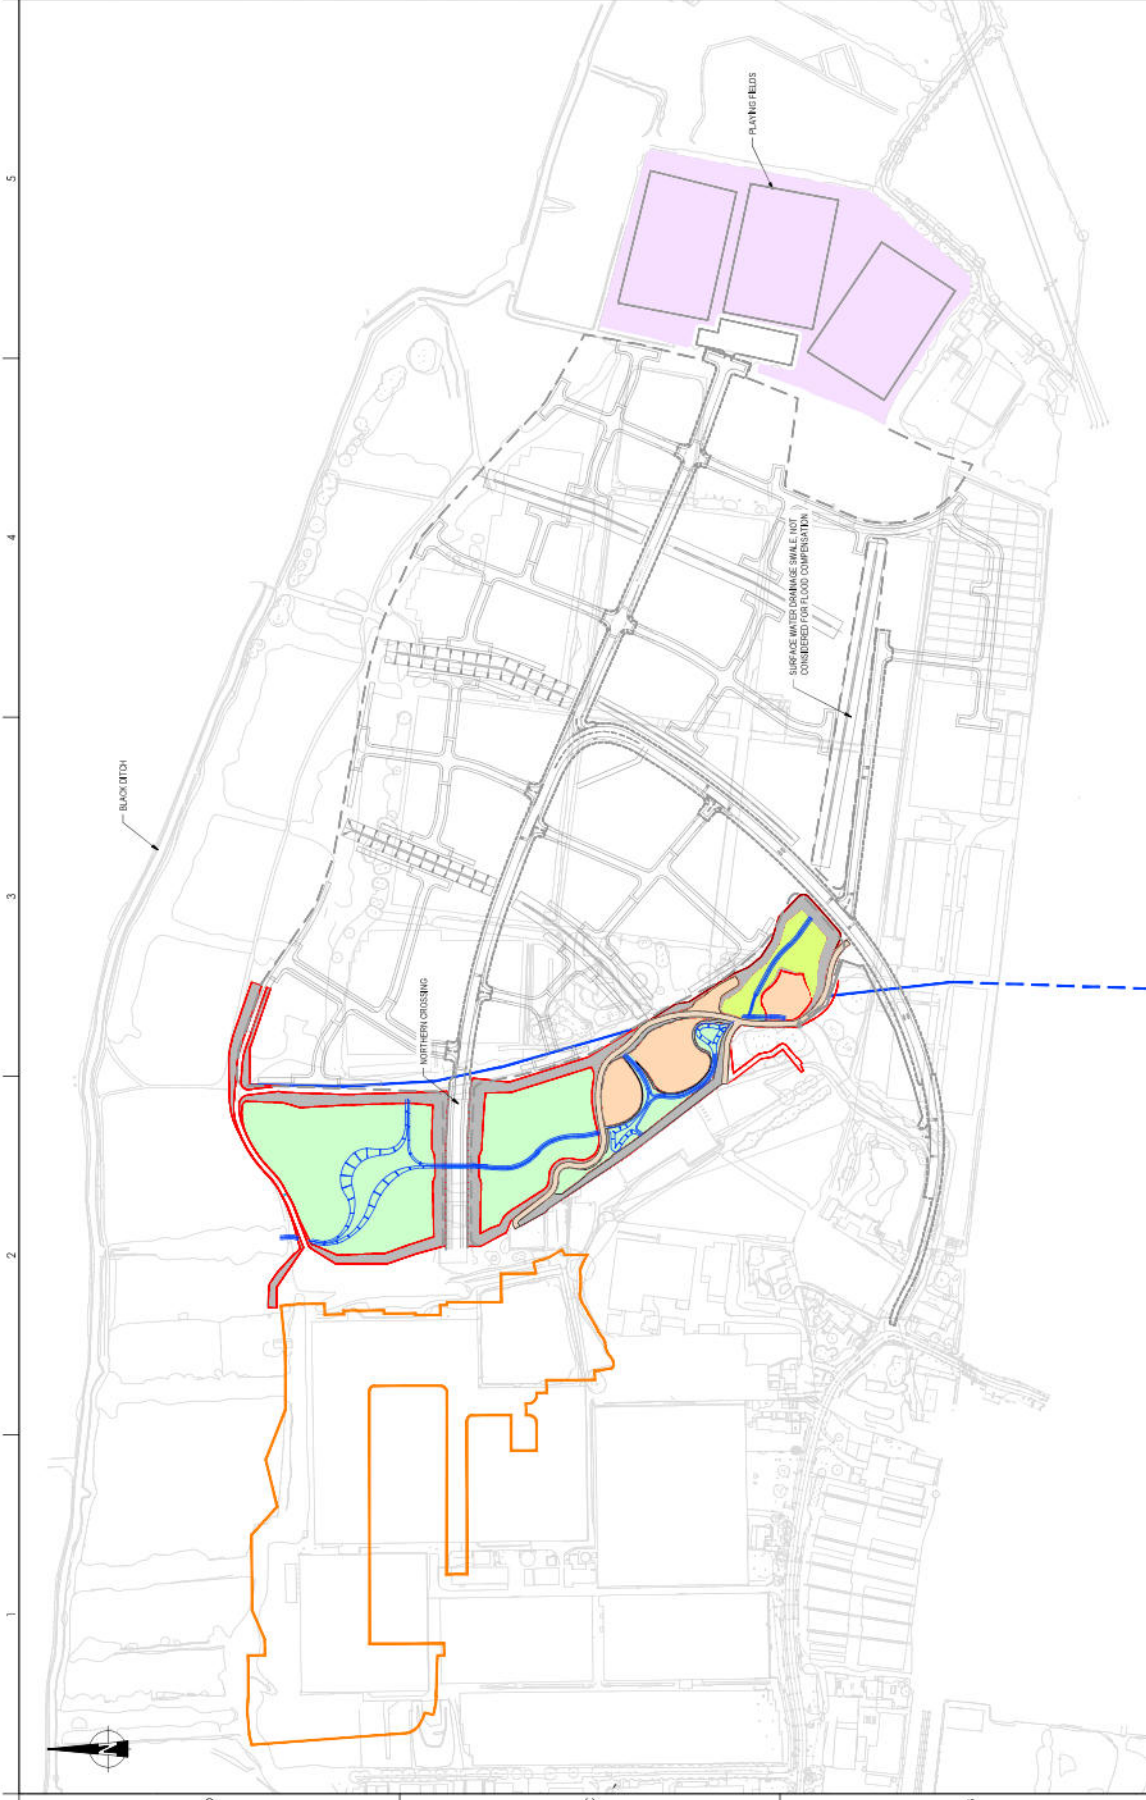 5
PLAYING FIELDS
4
SURFACE WATER DRAINAGE SWALE, NOT
CONSIDERED FOR FLOOD COMPENSATION
BLACK DITCH
3
NORTHERN CROSSING
2
1
N